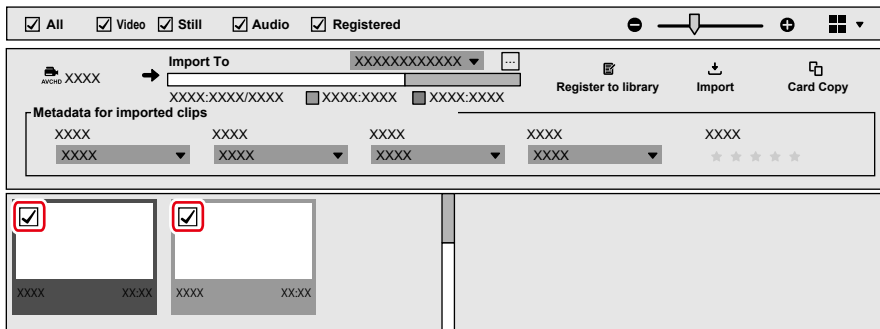 All Video Still Audio Registered
Import To XXXXXXXXXXXX ...
AVCHD XXXX
XXXX:XXXX/XXXX XXXX:XXXX XXXX:XXXX
Register to library Import Card Copy
Metadata for imported clips
XXXX XXXX XXXX XXXX XXXX
XXXX XXXX XXXX XXXX
XXXX XX:XX XXXX XX:XX